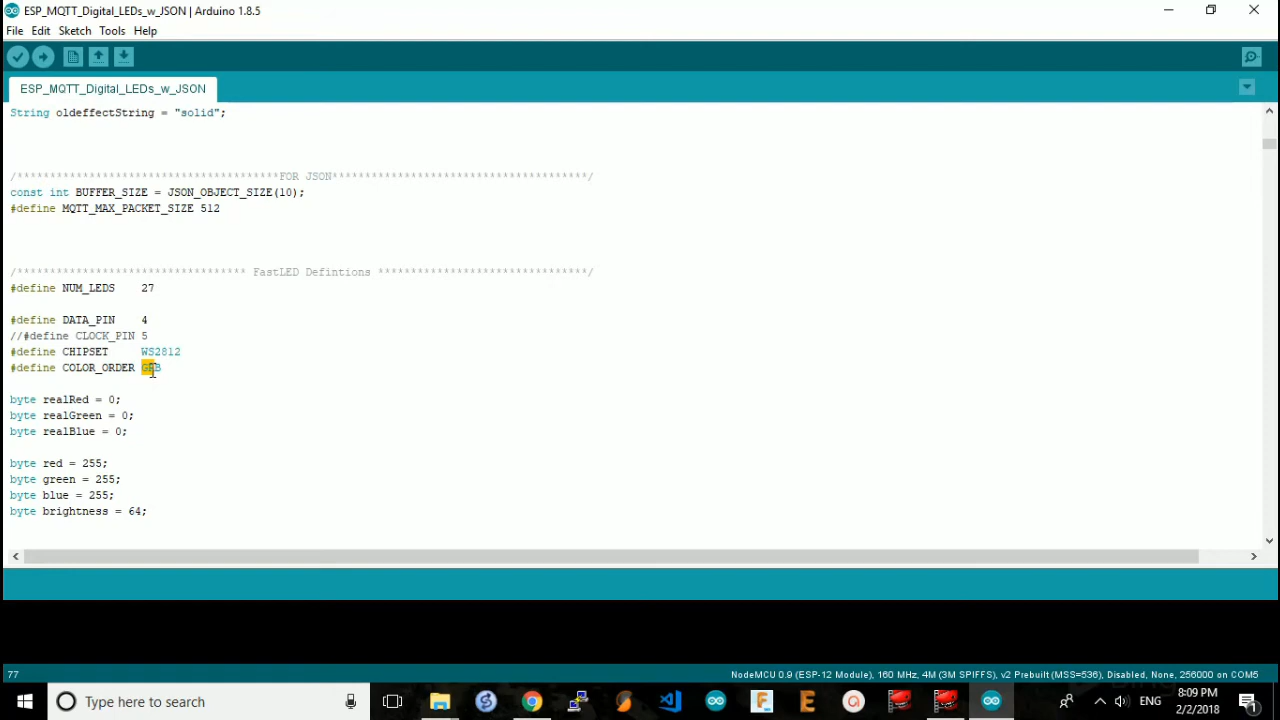 ESP_MQTT_Digital_LEDs_w_JSON | Arduino 1.8.5
File Edit Sketch Tools Help
ESP_MQTT_Digital_LEDs_w_JSON
String oldeffectString = "solid";
/*****************************************FOR JSON***************************************/
const int BUFFER_SIZE = JSON_OBJECT_SIZE(10);
#define MQTT_MAX_PACKET_SIZE 512
/*********************************** FastLED Defintions ********************************/
#define NUM_LEDS    27
#define DATA_PIN    4
//#define CLOCK_PIN 5
#define CHIPSET     WS2812
#define COLOR_ORDER GRB
byte realRed = 0;
byte realGreen = 0;
byte realBlue = 0;
byte red = 255;
byte green = 255;
byte blue = 255;
byte brightness = 64;
77
NodeMCU 0.9 (ESP-12 Module), 160 MHz, 4M (3M SPIFFS), v2 Prebuilt (MSS=536), Disabled, None, 256000 on COM5
Type here to search
ENG
8:09 PM
2/2/2018
1